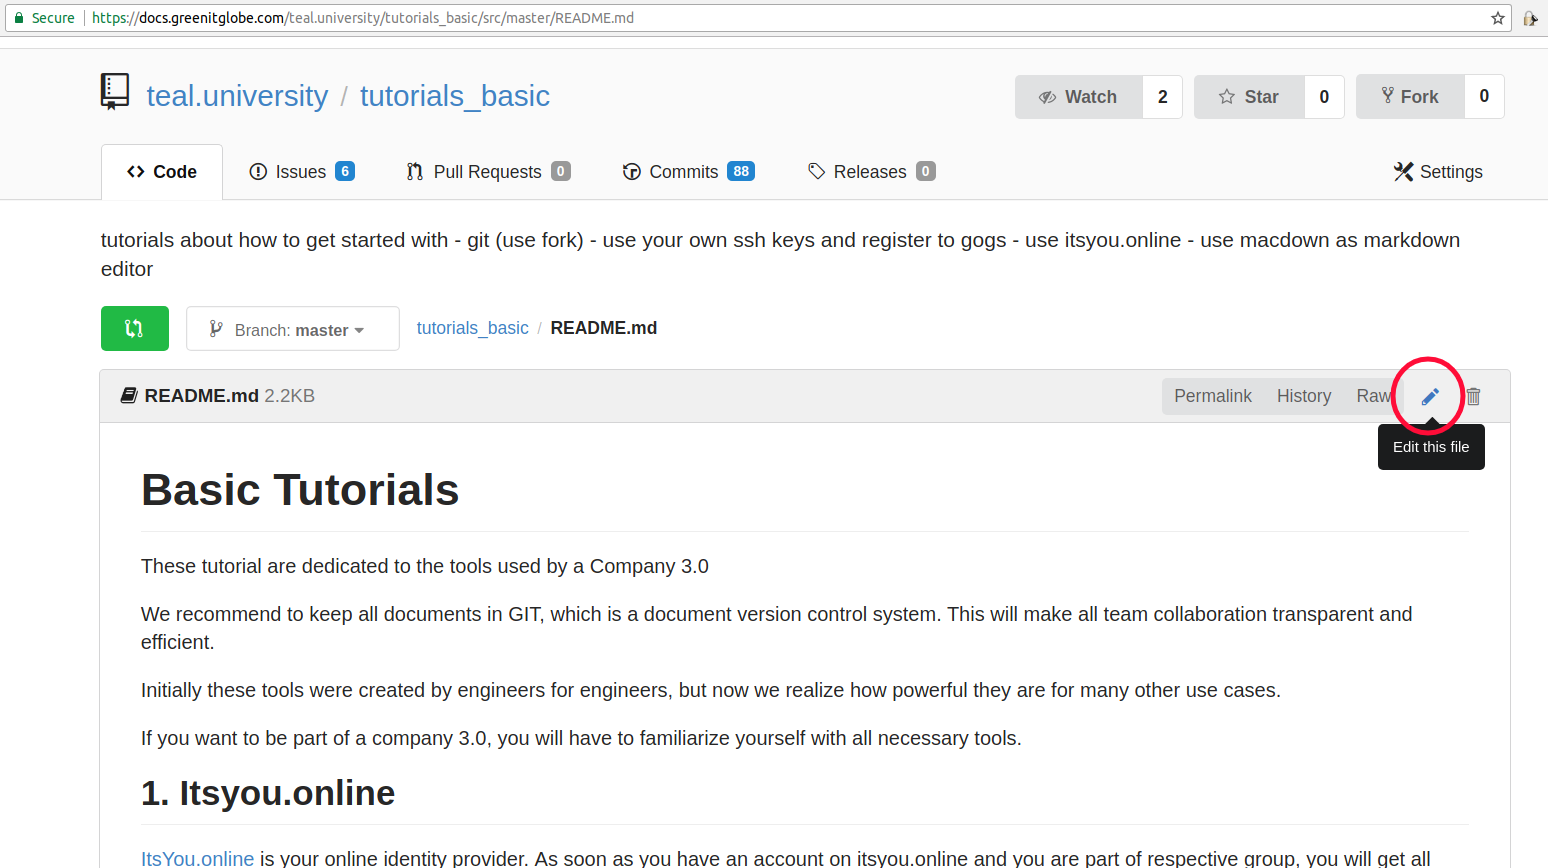 Secure https://docs.greenitglobe.com/teal.university/tutorials_basic/src/master/README.md
teal.university / tutorials_basic
Watch 2 Star 0 Fork 0
Code Issues 6 Pull Requests 0 Commits 88 Releases 0 Settings
tutorials about how to get started with - git (use fork) - use your own ssh keys and register to gogs - use itsyou.online - use macdown as markdown
editor
Branch: master tutorials_basic / README.md
README.md 2.2KB Permalink History Raw
Edit this file
Basic Tutorials
These tutorial are dedicated to the tools used by a Company 3.0
We recommend to keep all documents in GIT, which is a document version control system. This will make all team collaboration transparent and
efficient.
Initially these tools were created by engineers for engineers, but now we realize how powerful they are for many other use cases.
If you want to be part of a company 3.0, you will have to familiarize yourself with all necessary tools.
1. Itsyou.online
ItsYou.online is your online identity provider. As soon as you have an account on itsyou.online and you are part of respective group, you will get all